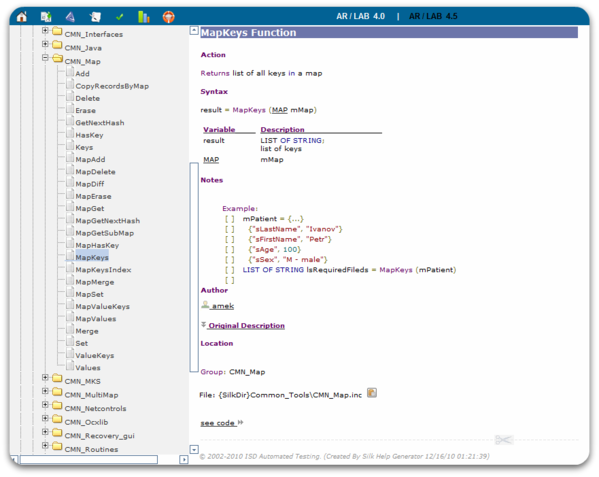 AR / LAB 4.0 | AR / LAB 4.5
CMN_Interfaces
CMN_Java
CMN_Map
Add
CopyRecordsByMap
Delete
Erase
GetNextHash
HasKey
Keys
MapAdd
MapDelete
MapDiff
MapErase
MapGet
MapGetNextHash
MapGetSubMap
MapHasKey
MapKeys
MapKeysIndex
MapMerge
MapSet
MapValueKeys
MapValues
Merge
Set
ValueKeys
Values
CMN_MKS
CMN_MultiMap
CMN_Netcontrols
CMN_Ocxlib
CMN_Recovery_gui
CMN_Routines
MapKeys Function
Action
Returns list of all keys in a map
Syntax
result = MapKeys (MAP mMap)
Variable Description
result LIST OF STRING:
list of keys
MAP mMap
Notes
Example:
[ ] mPatient = {...}
[ ] {"sLastName", "Ivanov"}
[ ] {"sFirstName", "Petr"}
[ ] {"sAge", 100}
[ ] {"sSex", "M - male"}
[ ] LIST OF STRING lsRequiredFileds = MapKeys (mPatient)
[ ]
Author
amek
Original Description
Location
Group: CMN_Map
File: {SilkDir}Common_Tools\CMN_Map.inc
see code »
© 2002-2010 ISD Automated Testing. (Created By Silk Help Generator 12/16/10 01:21:39)